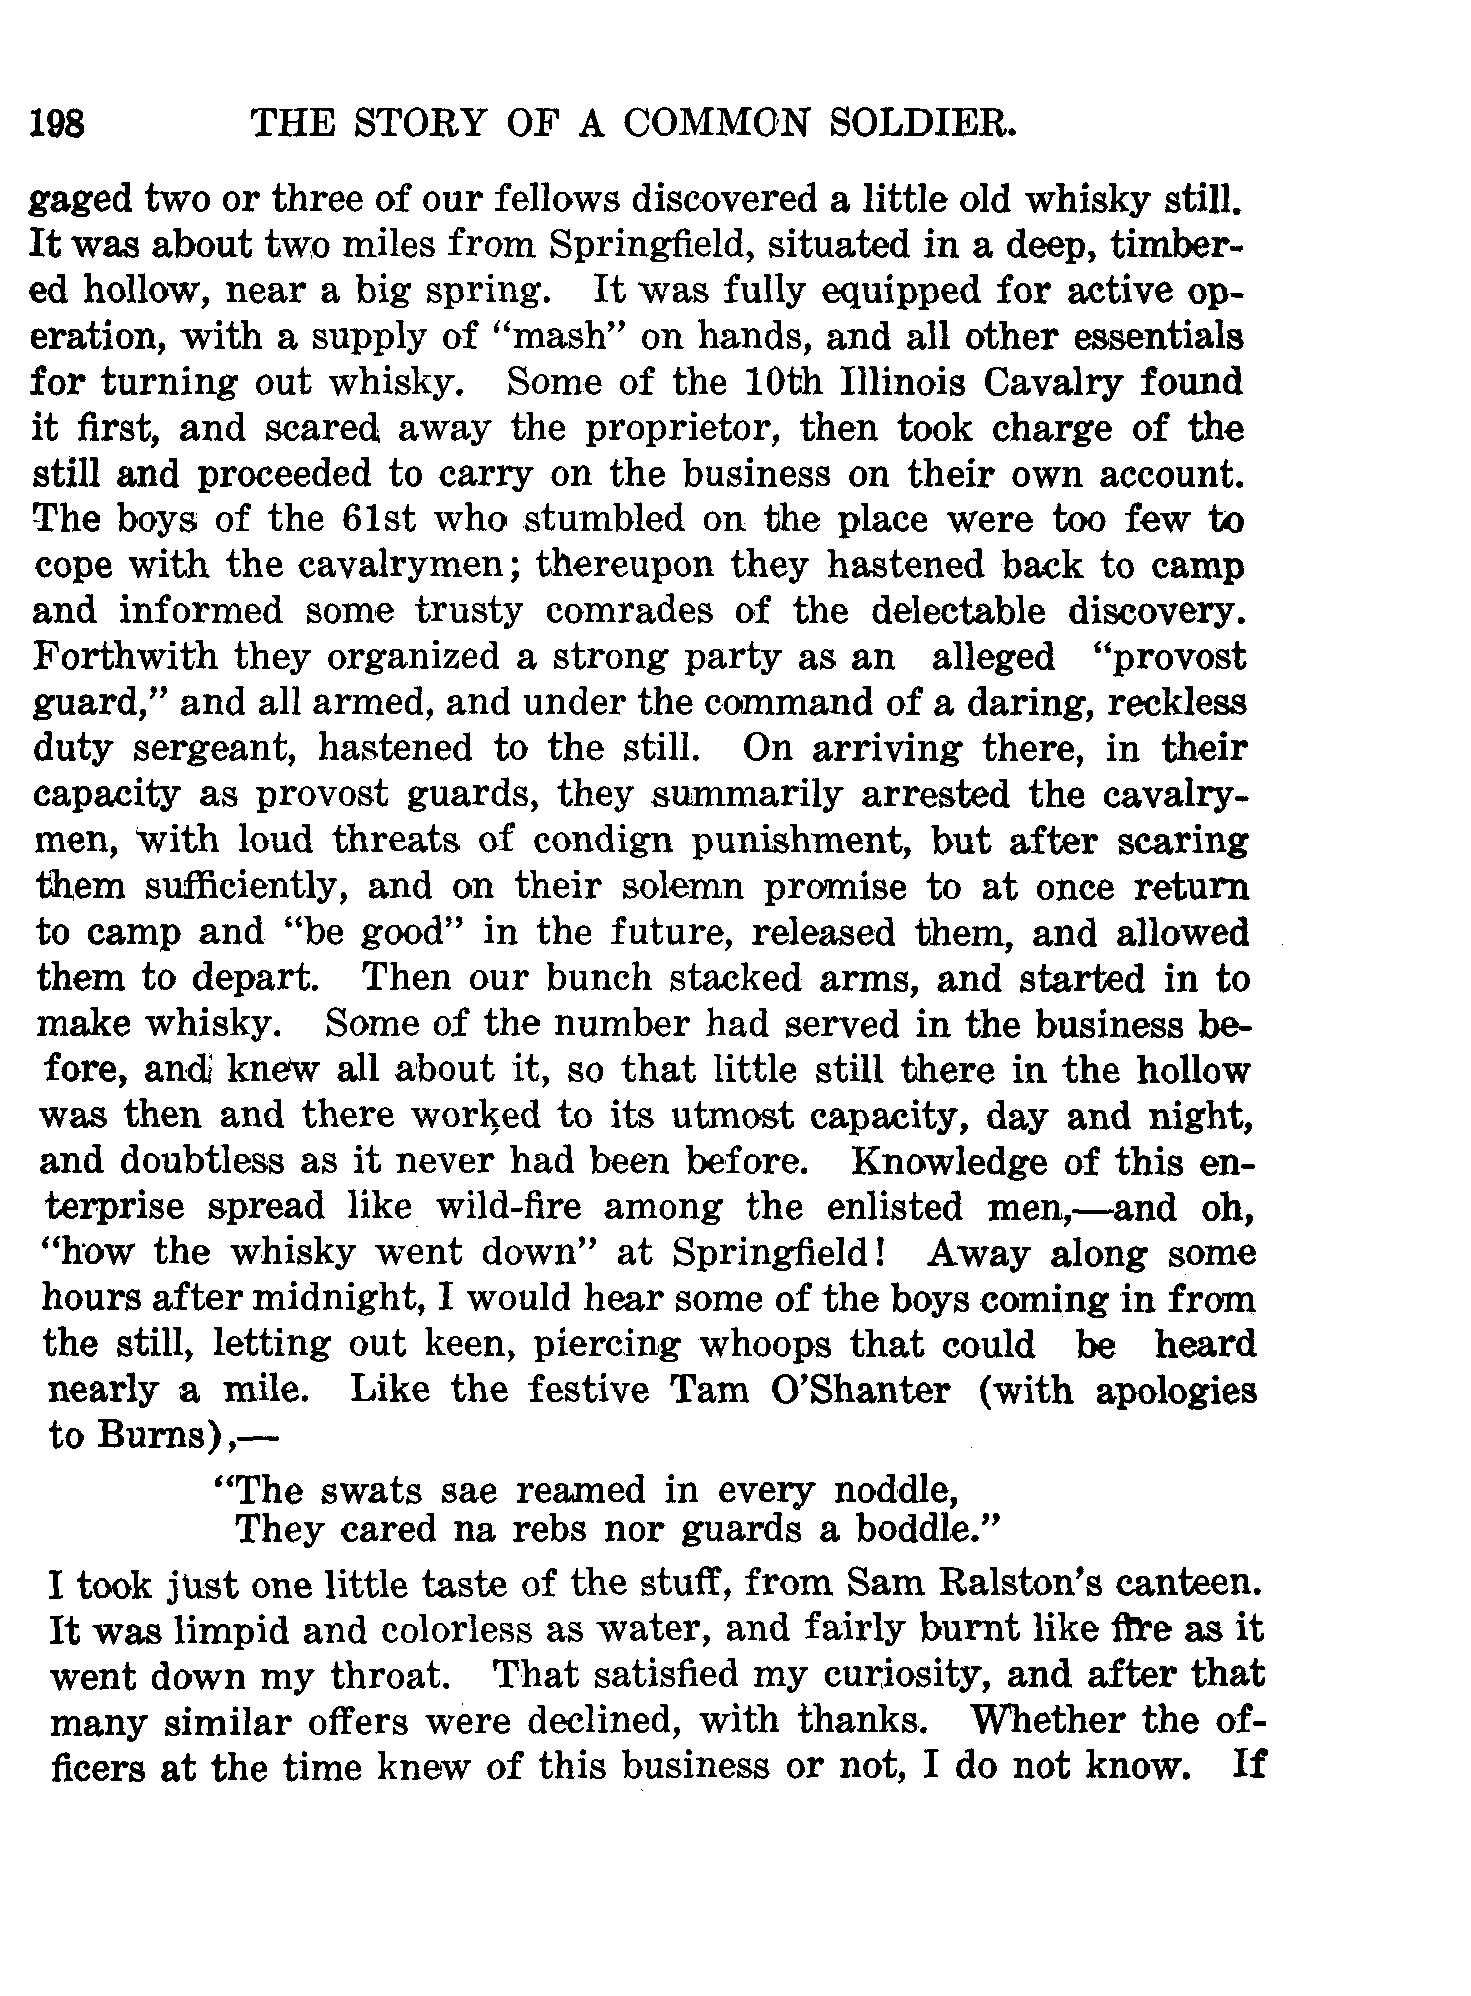 198 THE STORY OF A COMMON SOLDIER.
gaged two or three of our fellows discovered a little old whisky still.
It was about two miles from Springfield, situated in a deep, timber-
ed hollow, near a big spring. It was fully equipped for active op-
eration, with a supply of “mash” on hands, and all other essentials
for turning out whisky. Some of the 10th Illinois Cavalry found
it first, and scared away the proprietor, then took charge of the
still and proceeded to carry on the business on their own account.
The boys of the 61st who stumbled on the place were too few to
cope with the cavalrymen; thereupon they hastened back to camp
and informed some trusty comrades of the delectable discovery.
Forthwith they organized a strong party as an alleged “provost
guard,” and all armed, and under the command of a daring, reckless
duty sergeant, hastened to the still. On arriving there, in their
capacity as provost guards, they summarily arrested the cavalry-
men, with loud threats of condign punishment, but after scaring
them sufficiently, and on their solemn promise to at once return
to camp and “be good” in the future, released them, and allowed
them to depart. Then our bunch stacked arms, and started in to
make whisky. Some of the number had served in the business be-
fore, and knew all about it, so that little still there in the hollow
was then and there worked to its utmost capacity, day and night,
and doubtless as it never had been before. Knowledge of this en-
terprise spread like wild-fire among the enlisted men,—and oh,
“how the whisky went down” at Springfield! Away along some
hours after midnight, I would hear some of the boys coming in from
the still, letting out keen, piercing whoops that could be heard
nearly a mile. Like the festive Tam O’Shanter (with apologies
to Burns),—
“The swats sae reamed in every noddle,
They cared na rebs nor guards a boddle.”
I took just one little taste of the stuff, from Sam Ralston’s canteen.
It was limpid and colorless as water, and fairly burnt like fire as it
went down my throat. That satisfied my curiosity, and after that
many similar offers were declined, with thanks. Whether the of-
ficers at the time knew of this business or not, I do not know. If